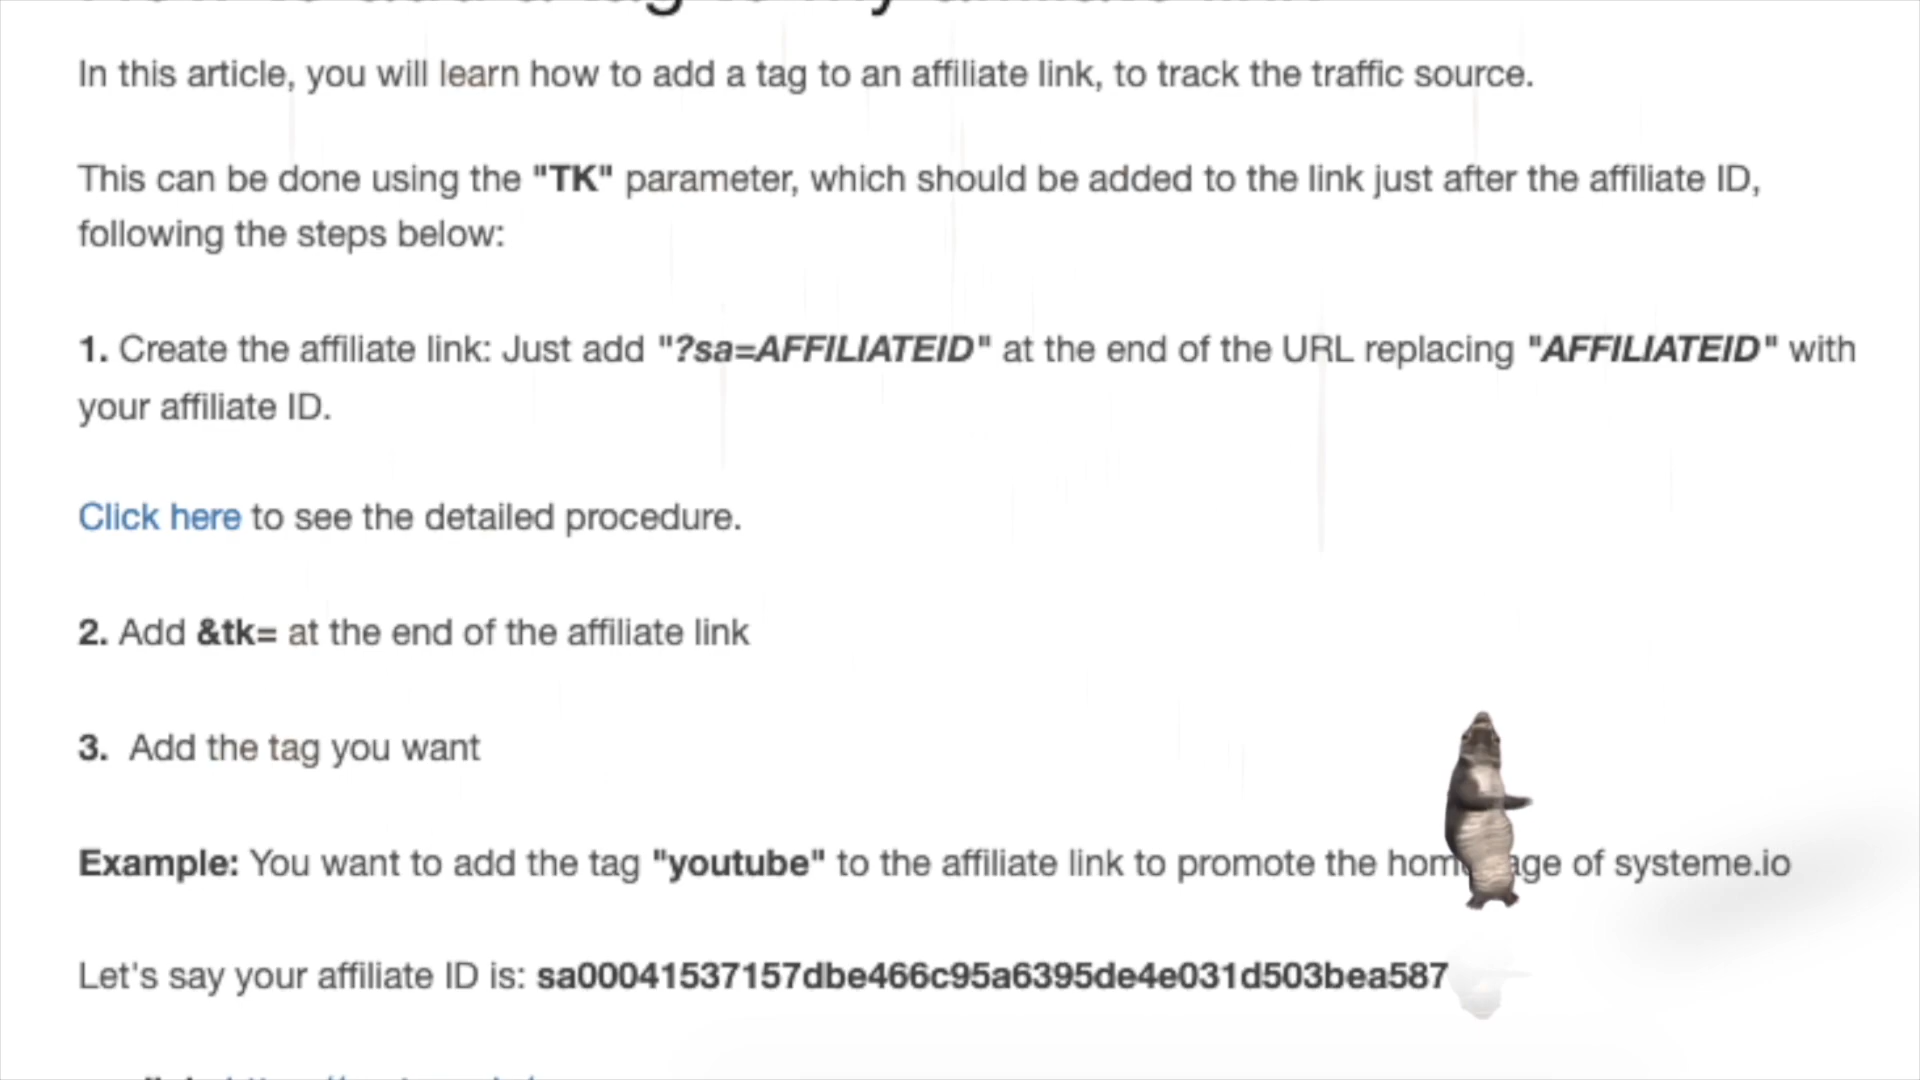 In this article, you will learn how to add a tag to an affiliate link, to track the traffic source.
This can be done using the "TK" parameter, which should be added to the link just after the affiliate ID,
following the steps below:
1. Create the affiliate link: Just add "?sa=AFFILIATEID" at the end of the URL replacing "AFFILIATEID" with
your affiliate ID.
Click here to see the detailed procedure.
2. Add &tk= at the end of the affiliate link
3. Add the tag you want
Example: You want to add the tag "youtube" to the affiliate link to promote the of systeme.io
Let's say your affiliate ID is: sa00041537157dbe466c95a6395de4e031d503bea587